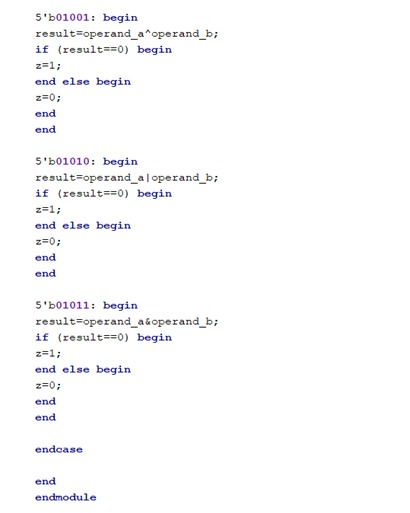 5'b01001: begin
result=operand_a^operand_b;
if (result==0) begin
z=1;
end else begin
z=0;
end
end
5'b01010: begin
result=operand_a|operand_b;
if (result==0) begin
z=1;
end else begin
z=0;
end
end
5'b01011: begin
result=operand_a&operand_b;
if (result==0) begin
z=1;
end else begin
z=0;
end
end
endcase
end
endmodule